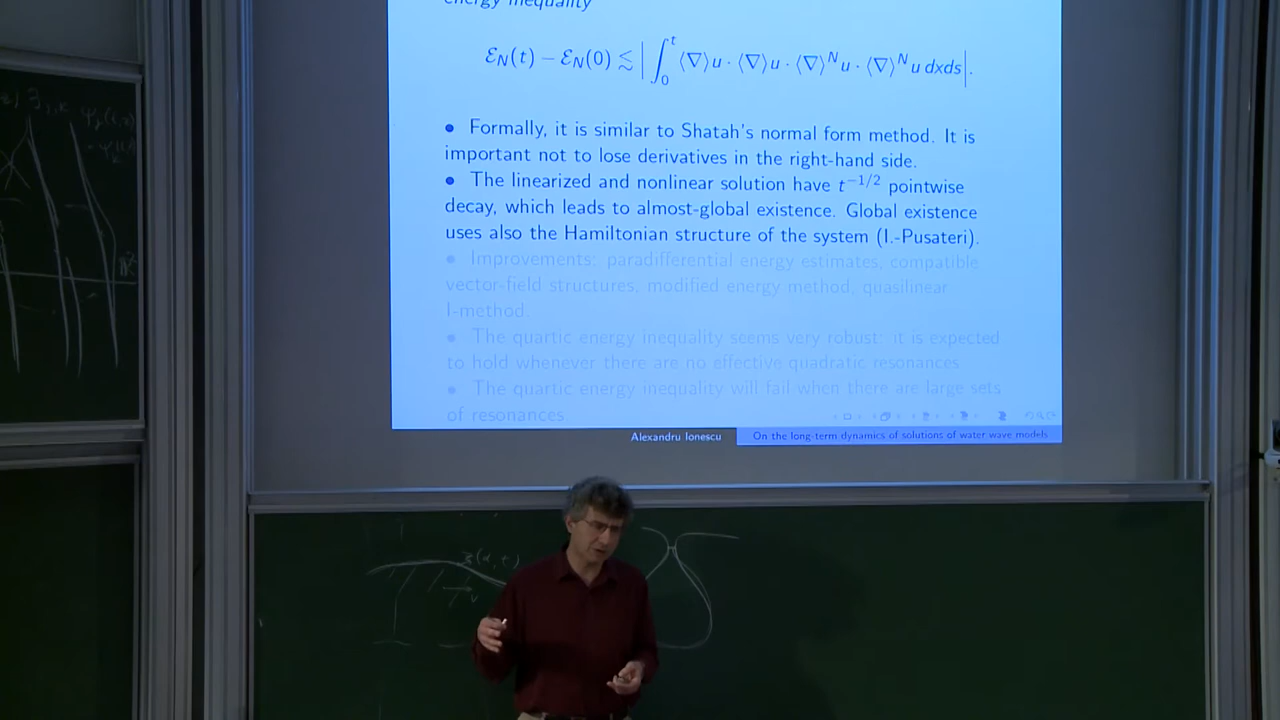 energy inequality
ℰ_N(t) − ℰ_N(0) ≲ | ∫_0^t ⟨∇⟩u · ⟨∇⟩u · ⟨∇⟩^N u · ⟨∇⟩^N u dxds |.
• Formally, it is similar to Shatah's normal form method. It is
important not to lose derivatives in the right-hand side.
• The linearized and nonlinear solution have t^{−1/2} pointwise
decay, which leads to almost-global existence. Global existence
uses also the Hamiltonian structure of the system (I.-Pusateri).
• Improvements: paradifferential energy estimates, compatible
vector-field structures, modified energy method, quasilinear
I-method.
• The quartic energy inequality seems very robust: it is expected
to hold whenever there are no effective quadratic resonances
• The quartic energy inequality will fail when there are large sets
of resonances.
Alexandru Ionescu On the long-term dynamics of solutions of water wave models